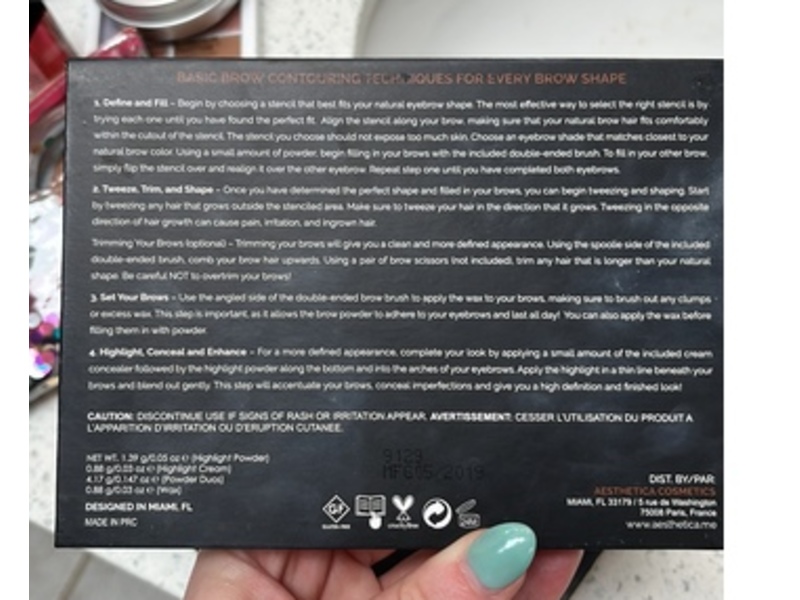 BASIC BROW CONTOURING TECHNIQUES FOR EVERY BROW SHAPE
1. Define and Fill – Begin by choosing a stencil that best fits your natural eyebrow shape. The most effective way to select the right stencil is by
trying each one until you have found the perfect fit. Align the stencil along your brow, making sure that your natural brow hair fits comfortably
within the cutout of the stencil. The stencil you choose should not expose too much skin. Choose an eyebrow shade that matches closest to your
natural brow color. Using a small amount of powder, begin filling in your brows with the included double-ended brush. To fill in your other brow,
simply flip the stencil over and realign it over the other eyebrow. Repeat step one until you have completed both eyebrows.
2. Tweeze, Trim, and Shape – Once you have determined the perfect shape and filled in your brows, you can begin tweezing and shaping. Start
by tweezing any hair that grows outside the stenciled area. Make sure to tweeze your hair in the direction that it grows. Tweezing in the opposite
direction of hair growth can cause pain, irritation, and ingrown hair.
Trimming Your Brows (optional) – Trimming your brows will give you a clean and more defined appearance. Using the spoolie side of the included
double-ended brush, comb your brow hair upwards. Using a pair of brow scissors (not included), trim any hair that is longer than your natural
shape. Be careful NOT to overtrim your brows!
3. Set Your Brows – Use the angled side of the double-ended brow brush to apply the wax to your brows, making sure to brush out any clumps
or excess wax. This step is important, as it allows the brow powder to adhere to your eyebrows and last all day! You can also apply the wax before
filling them in with powder.
4. Highlight, Conceal and Enhance – For a more defined appearance, complete your look by applying a small amount of the included cream
concealer followed by the highlight powder along the bottom and into the arches of your eyebrows. Apply the highlight in a thin line beneath your
brows and blend out gently. This step will accentuate your brows, conceal imperfections and give you a high definition and finished look!
CAUTION: DISCONTINUE USE IF SIGNS OF RASH OR IRRITATION APPEAR. AVERTISSEMENT: CESSER L'UTILISATION DU PRODUIT A
L'APPARITION D'IRRITATION OU D'ERUPTION CUTANEE.
NET WT. 1.39 g/0.05 oz ℮ (Highlight Powder)
0.88 g/0.03 oz ℮ (Highlight Cream)
4.17 g/0.147 oz ℮ (Powder Duos)
0.88 g/0.03 oz ℮ (Wax)
DESIGNED IN MIAMI, FL
MADE IN PRC
9129
MFG05/2019
GF
GLUTEN FREE
cruelty free
24M
DIST. BY/PAR:
AESTHETICA COSMETICS
MIAMI, FL 33179 / 5 rue de Washington
75008 Paris, France
www.aesthetica.me